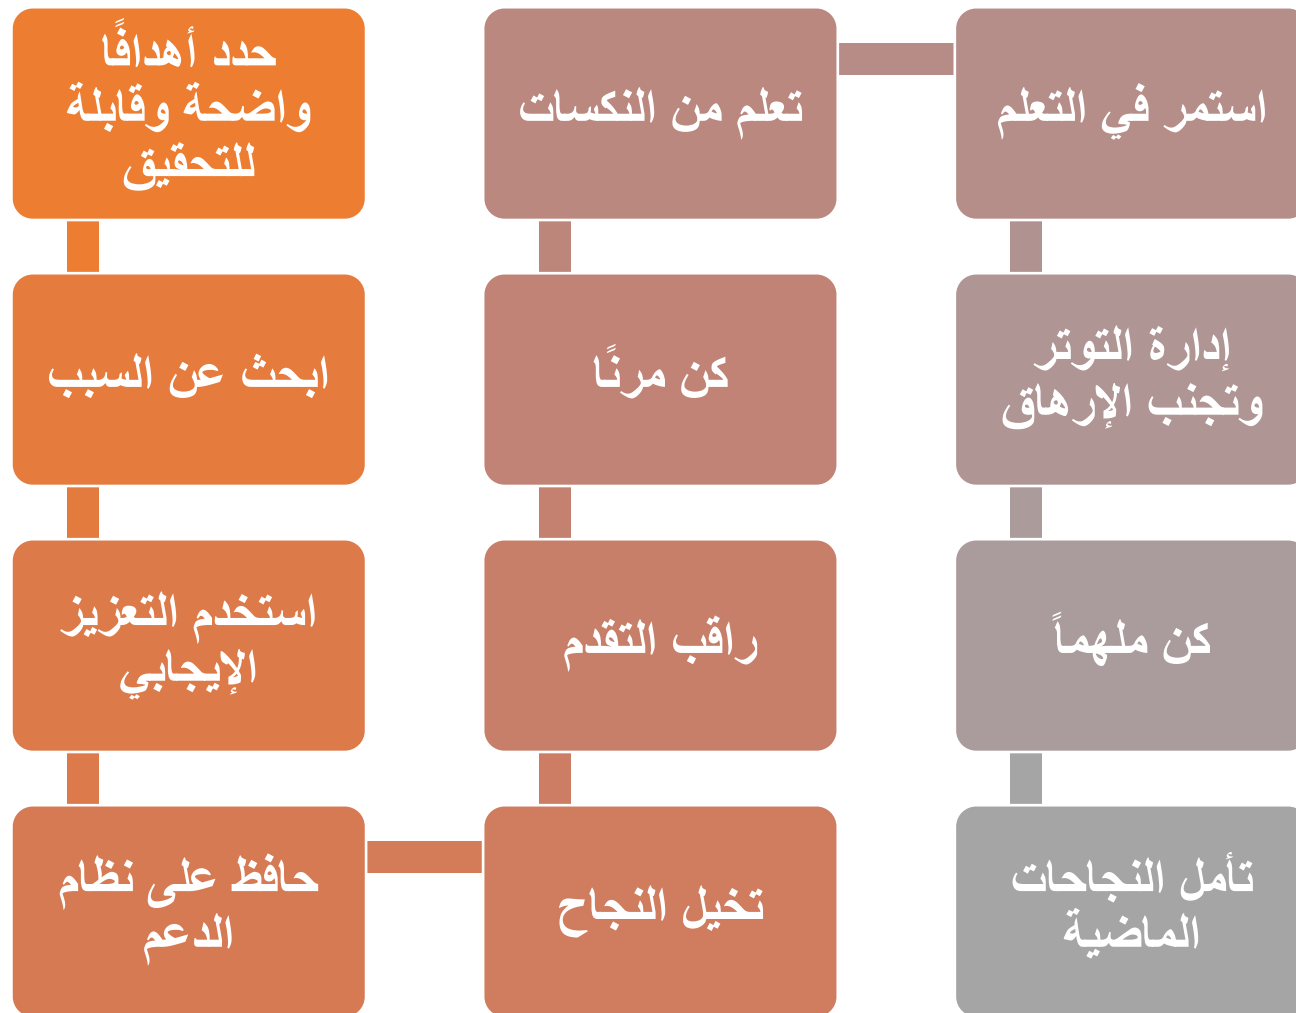 حدد أهدافًا
واضحة وقابلة
للتحقيق
ابحث عن السبب
استخدم التعزيز
الإيجابي
حافظ على نظام
الدعم
تخيل النجاح
راقب التقدم
كن مرنًا
تعلم من النكسات
استمر في التعلم
إدارة التوتر
وتجنب الإرهاق
كن ملهماً
تأمل النجاحات
الماضية